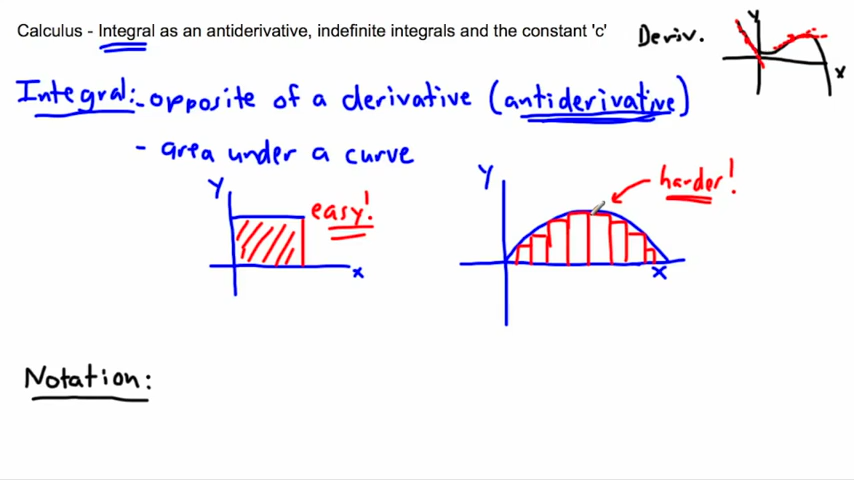 Calculus - Integral as an antiderivative, indefinite integrals and the constant 'c'
Deriv.
y
x
Integral: - opposite of a derivative (antiderivative)
- area under a curve
y
easy!
x
y
harder!
x
Notation: